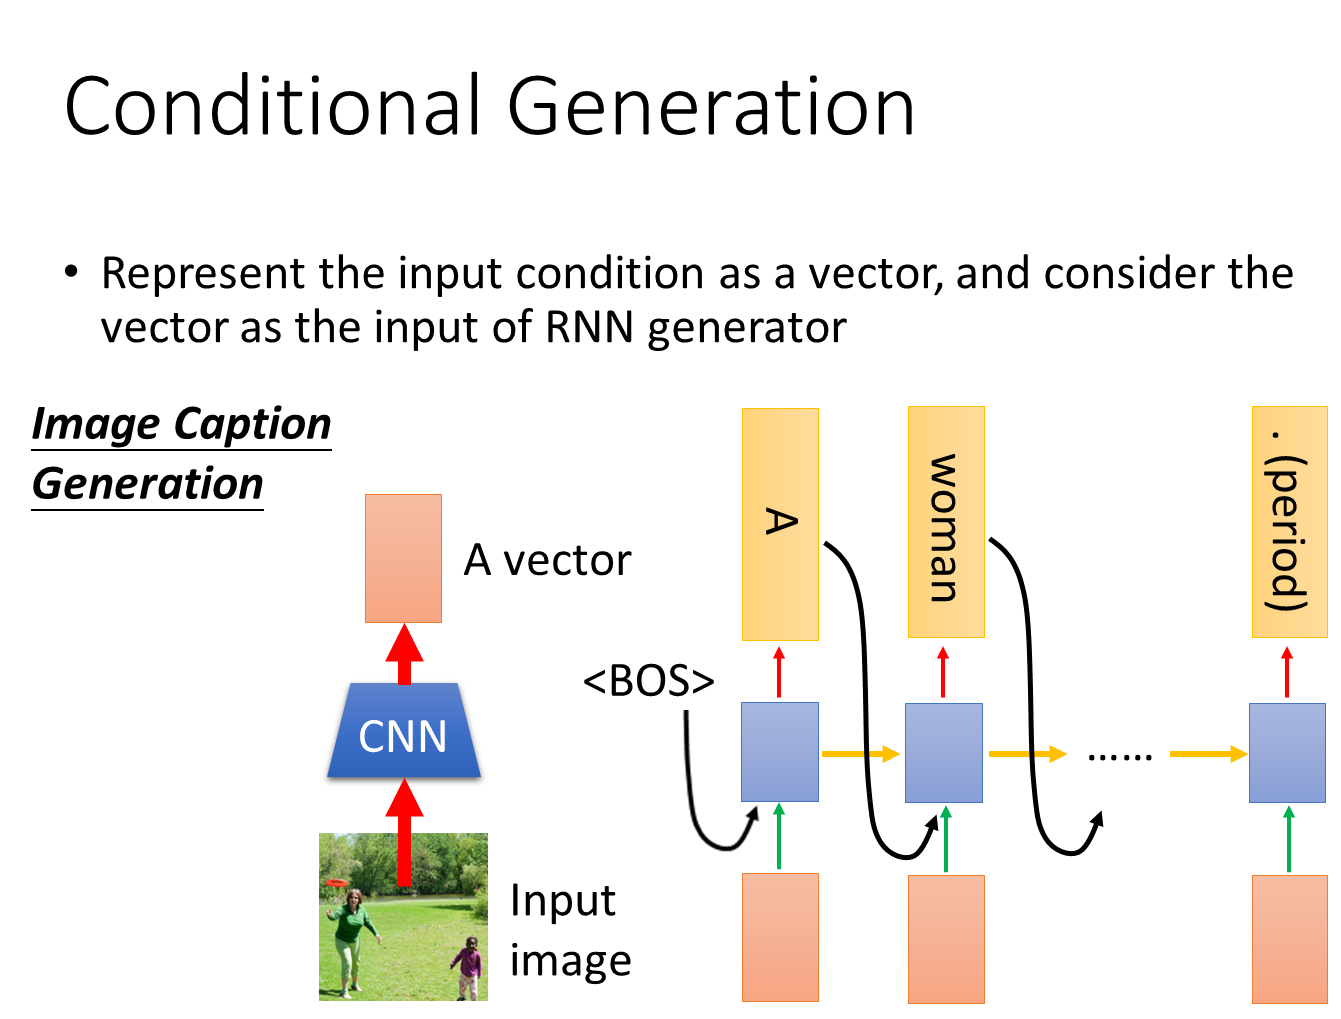 Conditional Generation
• Represent the input condition as a vector, and consider the
vector as the input of RNN generator
Image Caption
Generation
A vector
CNN
Input
image
<BOS>
A
woman
......
. (period)